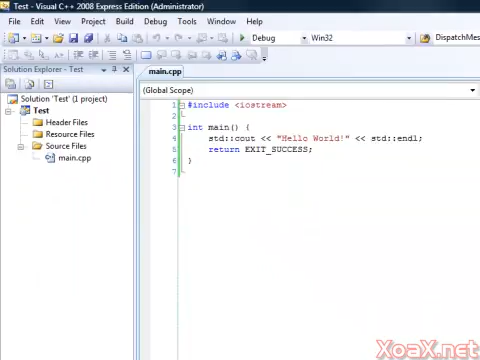 Test - Visual C++ 2008 Express Edition (Administrator)
File Edit View Project Build Debug Tools Window Help
Debug Win32 DispatchMes
Solution Explorer - Test
main.cpp
(Global Scope)
Solution 'Test' (1 project)
Test
Header Files
Resource Files
Source Files
main.cpp
1 #include <iostream>
2
3 int main() {
4 std::cout << "Hello World!" << std::endl;
5 return EXIT_SUCCESS;
6 }
7
XoaX.net